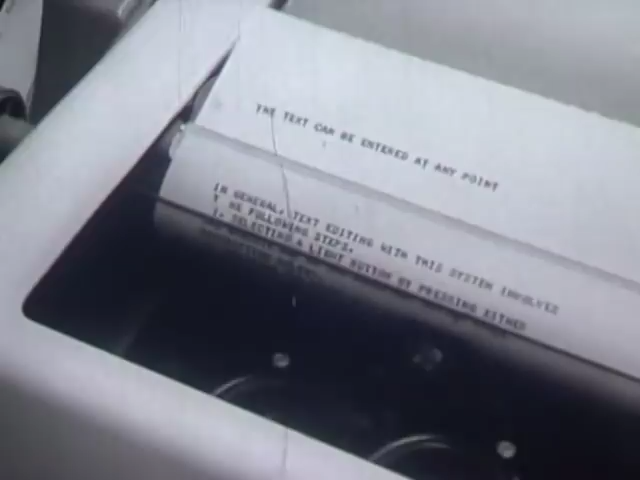 THE TEXT CAN BE ENTERED AT ANY POINT
IN GENERAL, TEXT EDITING WITH THIS SYSTEM INVOLVES
T HE FOLLOWING STEPS.
1. SELECTING A LIGHT BUTTON BY PRESSING EITHER